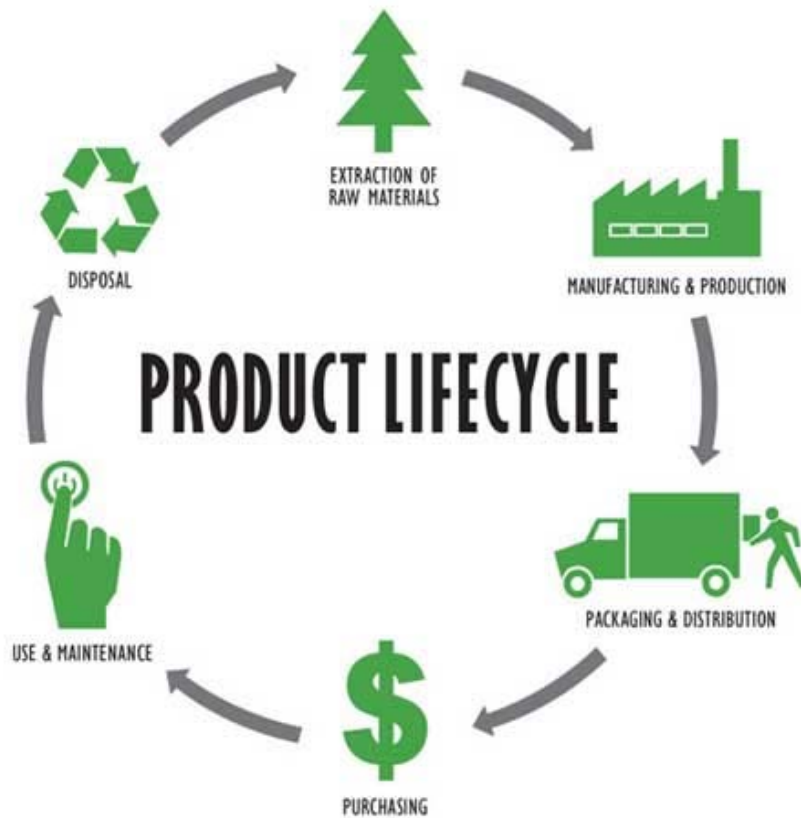 EXTRACTION OF
RAW MATERIALS
MANUFACTURING & PRODUCTION
PACKAGING & DISTRIBUTION
PURCHASING
USE & MAINTENANCE
DISPOSAL
PRODUCT LIFECYCLE